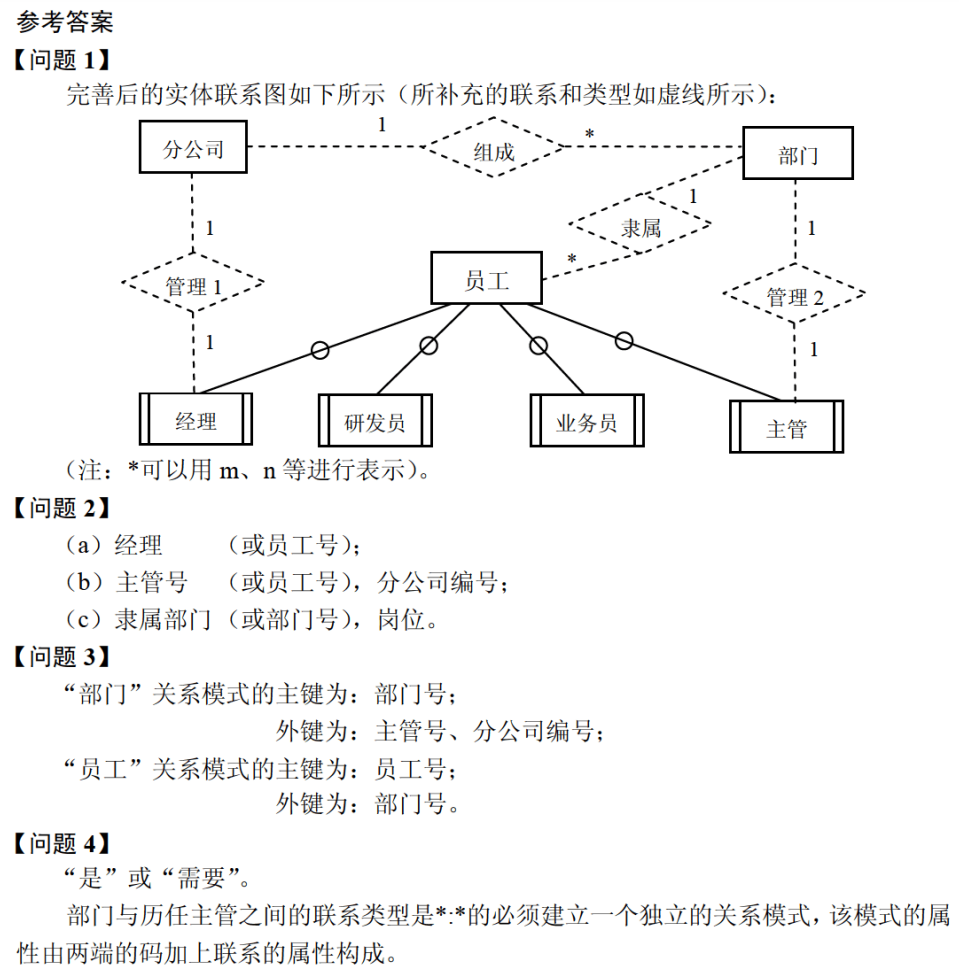 参考答案
【问题 1】
完善后的实体联系图如下所示（所补充的联系和类型如虚线所示）：
分公司 1 组成 * 部门
1 隶属 1
* 员工
管理 1 管理 2
1 1
经理 研发员 业务员 主管
（注：*可以用 m、n 等进行表示）。
【问题 2】
（a）经理 （或员工号）；
（b）主管号 （或员工号），分公司编号；
（c）隶属部门 （或部门号），岗位。
【问题 3】
“部门”关系模式的主键为：部门号；
外键为：主管号、分公司编号；
“员工”关系模式的主键为：员工号；
外键为：部门号。
【问题 4】
“是”或“需要”。
部门与历任主管之间的联系类型是*:*的必须建立一个独立的关系模式，该模式的属
性由两端的码加上联系的属性构成。